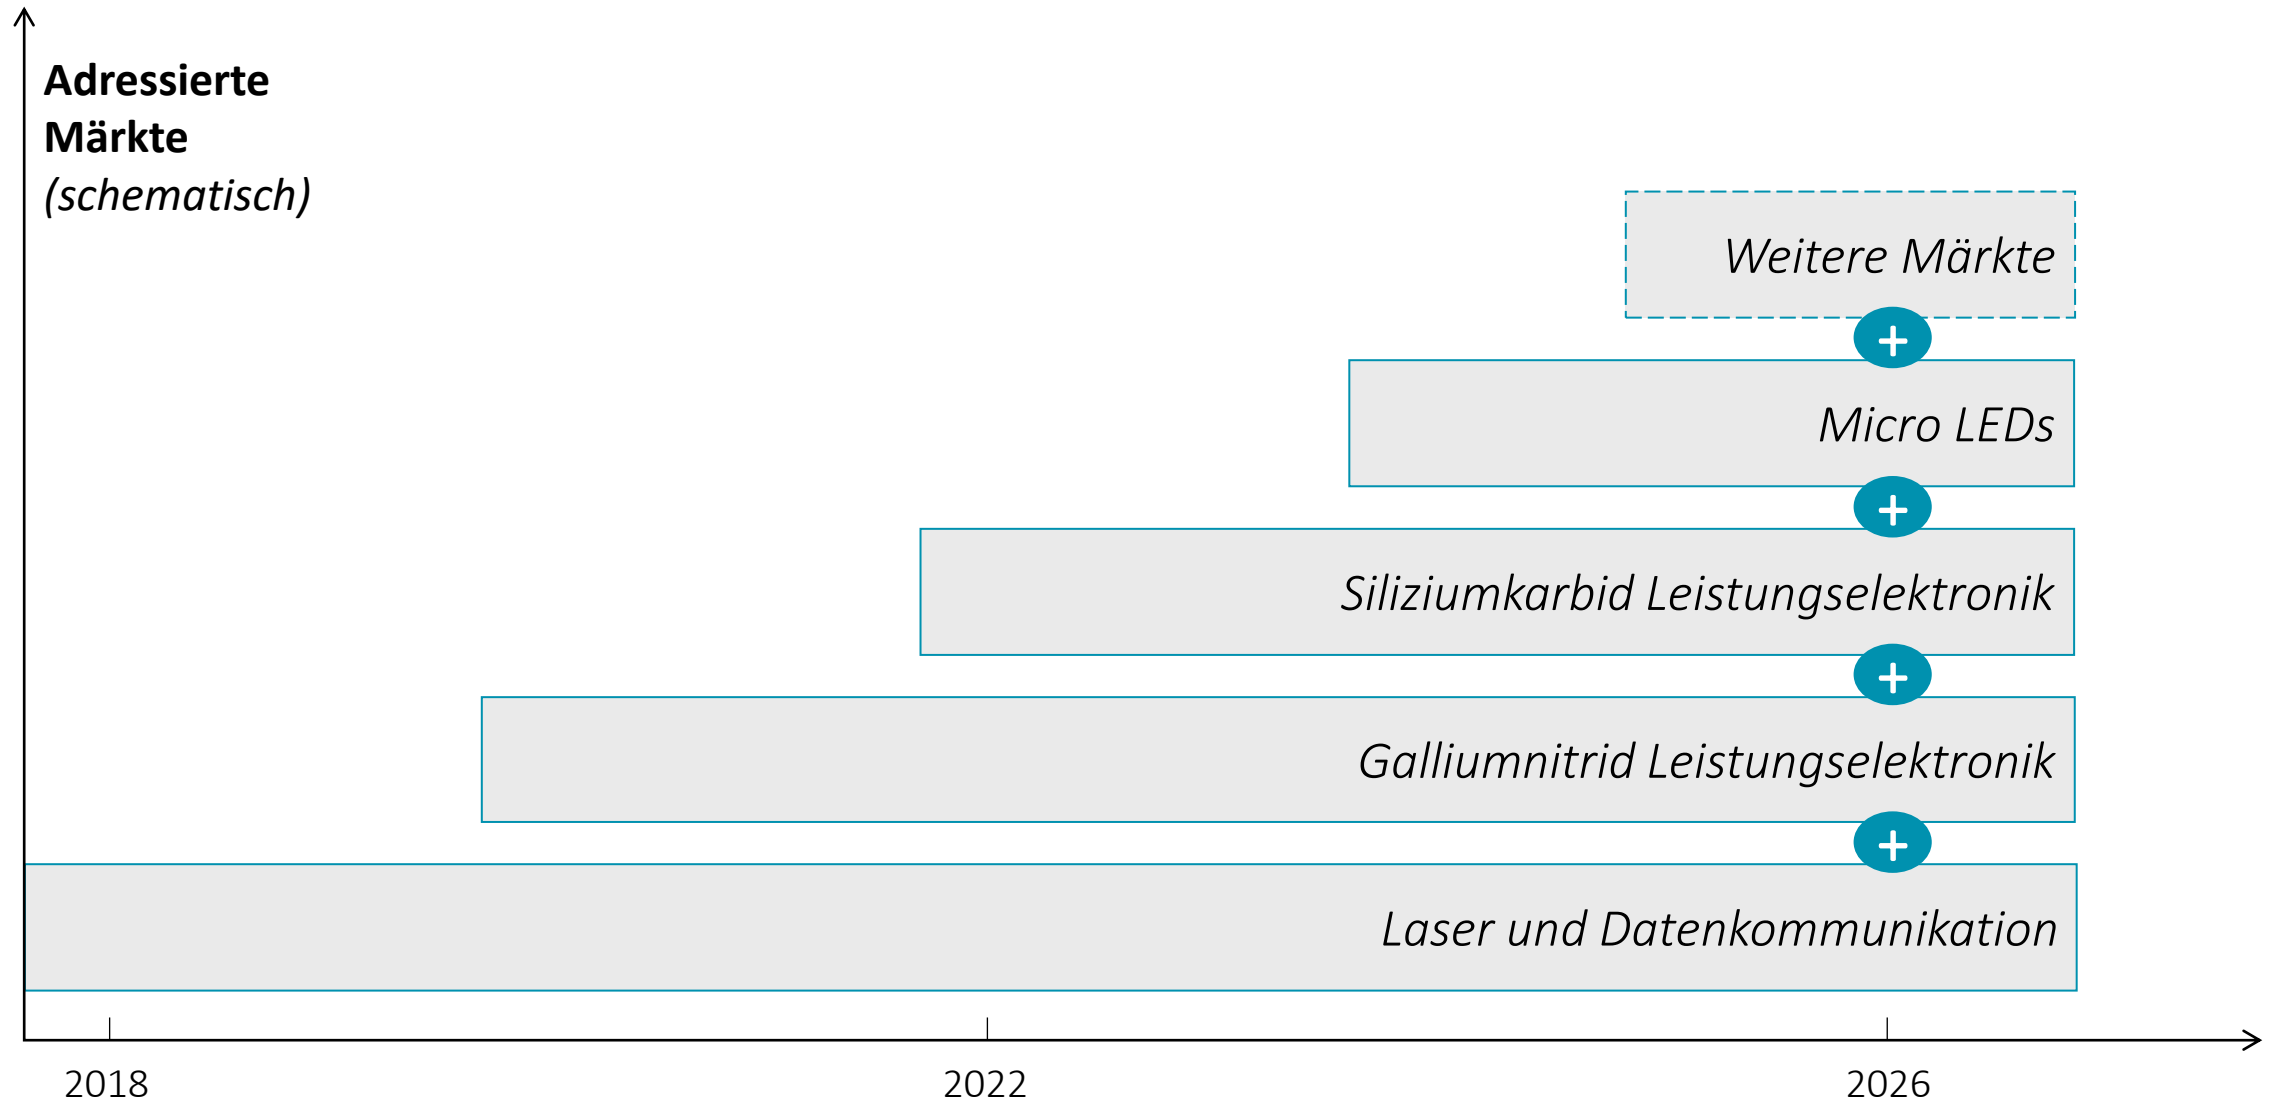 Adressierte
Märkte
(schematisch)
Weitere Märkte
+
Micro LEDs
+
Siliziumkarbid Leistungselektronik
+
Galliumnitrid Leistungselektronik
+
Laser und Datenkommunikation
2018
2022
2026